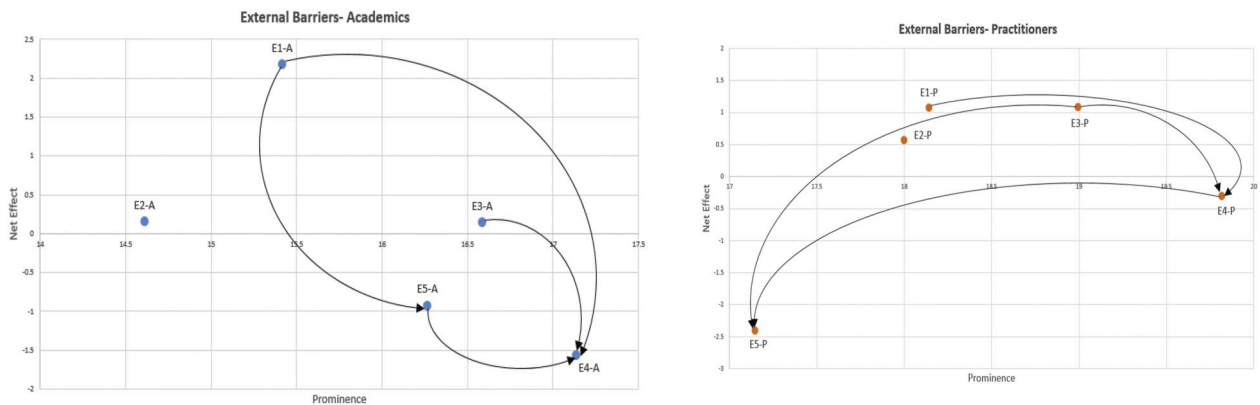 External Barriers- Academics
2.5
E1-A
2
1.5
1
0.5
E2-A
E3-A
0
14
14.5
15
15.5
16
16.5
17
17.5
E5-A
-0.5
-1
-1.5
E4-A
-2
Net Effect
Prominence
External Barriers- Practitioners
2
1.5
E1-P
1
E3-P
E2-P
0.5
0
17
17.5
18
18.5
19
19.5
20
E4-P
-0.5
-1
-1.5
-2
-2.5
E5-P
-3
Net Effect
Prominence